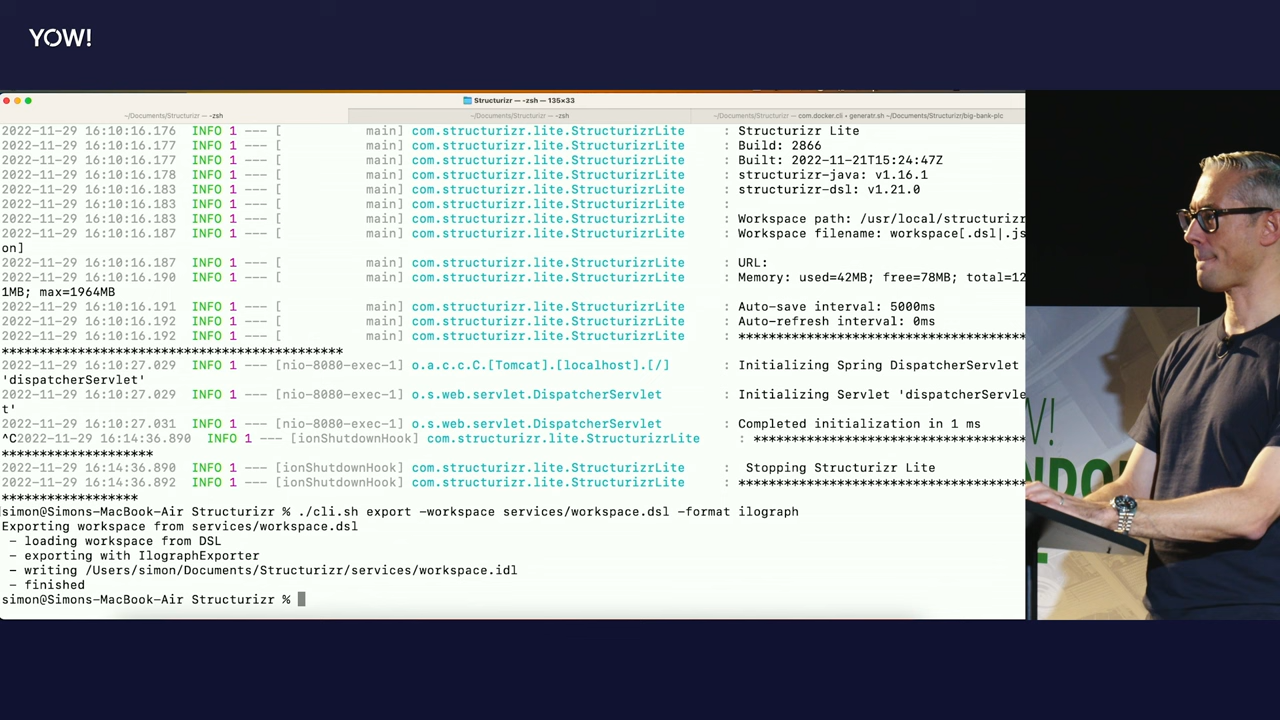 YOW!
Structurizr — -zsh — 135×33
~/Documents/Structurizr — -zsh
~/Documents/Structurizr — -zsh
~/Documents/Structurizr — com.docker.cli • generatr.sh ~/Documents/Structurizr/big-bank-plc
2022-11-29 16:10:16.176  INFO 1 --- [           main] com.structurizr.lite.StructurizrLite     : Structurizr Lite
2022-11-29 16:10:16.177  INFO 1 --- [           main] com.structurizr.lite.StructurizrLite     : Build: 2866
2022-11-29 16:10:16.177  INFO 1 --- [           main] com.structurizr.lite.StructurizrLite     : Built: 2022-11-21T15:24:47Z
2022-11-29 16:10:16.178  INFO 1 --- [           main] com.structurizr.lite.StructurizrLite     : structurizr-java: v1.16.1
2022-11-29 16:10:16.183  INFO 1 --- [           main] com.structurizr.lite.StructurizrLite     : structurizr-dsl: v1.21.0
2022-11-29 16:10:16.183  INFO 1 --- [           main] com.structurizr.lite.StructurizrLite     :
2022-11-29 16:10:16.183  INFO 1 --- [           main] com.structurizr.lite.StructurizrLite     : Workspace path: /usr/local/structurizr
2022-11-29 16:10:16.187  INFO 1 --- [           main] com.structurizr.lite.StructurizrLite     : Workspace filename: workspace[.dsl|.js
on]
2022-11-29 16:10:16.187  INFO 1 --- [           main] com.structurizr.lite.StructurizrLite     : URL:
2022-11-29 16:10:16.190  INFO 1 --- [           main] com.structurizr.lite.StructurizrLite     : Memory: used=42MB; free=78MB; total=12
1MB; max=1964MB
2022-11-29 16:10:16.191  INFO 1 --- [           main] com.structurizr.lite.StructurizrLite     : Auto-save interval: 5000ms
2022-11-29 16:10:16.192  INFO 1 --- [           main] com.structurizr.lite.StructurizrLite     : Auto-refresh interval: 0ms
2022-11-29 16:10:16.192  INFO 1 --- [           main] com.structurizr.lite.StructurizrLite     : **************************************
*********************************************
2022-11-29 16:10:27.029  INFO 1 --- [nio-8080-exec-1] o.a.c.c.C.[Tomcat].[localhost].[/]       : Initializing Spring DispatcherServlet
'dispatcherServlet'
2022-11-29 16:10:27.029  INFO 1 --- [nio-8080-exec-1] o.s.web.servlet.DispatcherServlet        : Initializing Servlet 'dispatcherServle
t'
2022-11-29 16:10:27.031  INFO 1 --- [nio-8080-exec-1] o.s.web.servlet.DispatcherServlet        : Completed initialization in 1 ms
^C2022-11-29 16:14:36.890  INFO 1 --- [ionShutdownHook] com.structurizr.lite.StructurizrLite     : ************************************
********************
2022-11-29 16:14:36.890  INFO 1 --- [ionShutdownHook] com.structurizr.lite.StructurizrLite     :  Stopping Structurizr Lite
2022-11-29 16:14:36.892  INFO 1 --- [ionShutdownHook] com.structurizr.lite.StructurizrLite     : **************************************
******************
simon@Simons-MacBook-Air Structurizr % ./cli.sh export -workspace services/workspace.dsl -format ilograph
Exporting workspace from services/workspace.dsl
 - loading workspace from DSL
 - exporting with IlographExporter
 - writing /Users/simon/Documents/Structurizr/services/workspace.idl
 - finished
simon@Simons-MacBook-Air Structurizr %